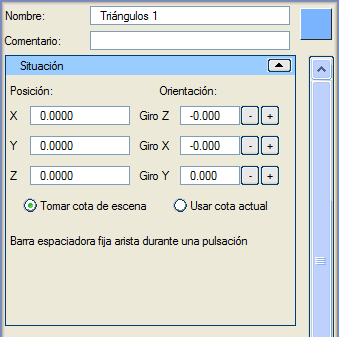 Nombre: Triángulos 1
Comentario:
Situación
Posición: Orientación:
X 0.0000 Giro Z -0.000 - +
Y 0.0000 Giro X -0.000 - +
Z 0.0000 Giro Y 0.000 - +
Tomar cota de escena Usar cota actual
Barra espaciadora fija arista durante una pulsación